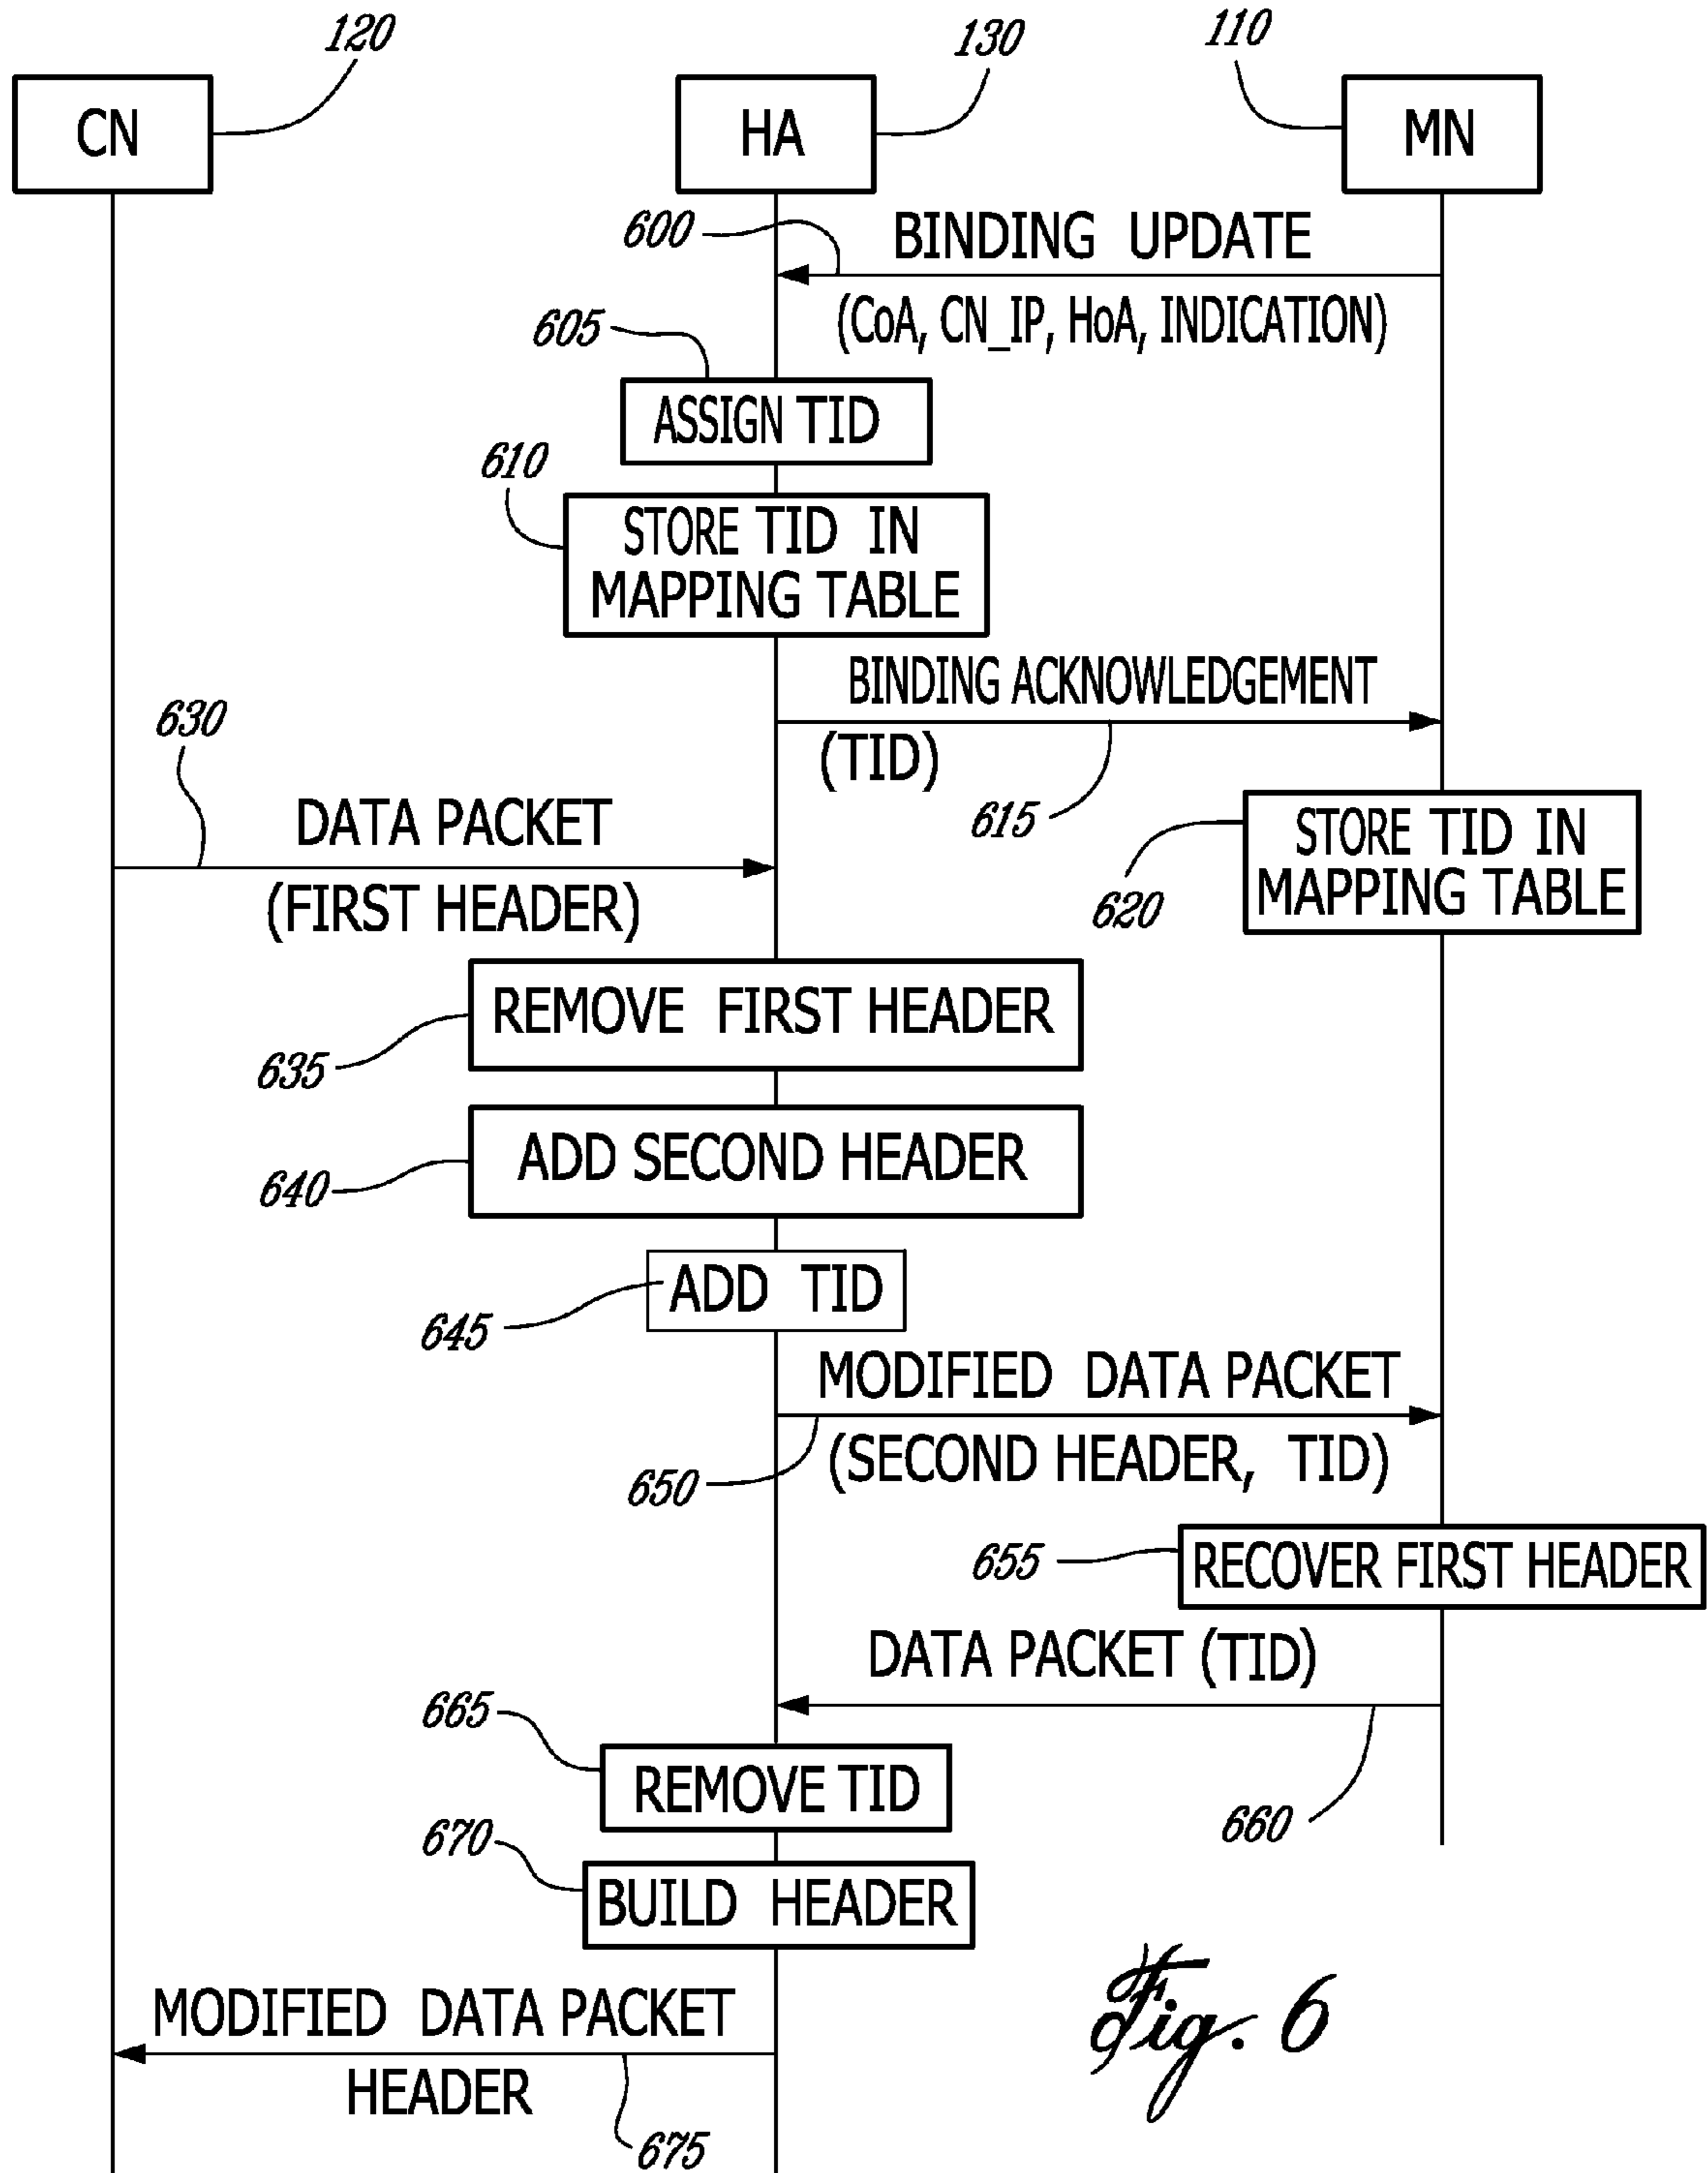 120
130
110
CN
HA
MN
600
BINDING UPDATE
(CoA, CN_IP, HoA, INDICATION)
605
ASSIGN TID
610
STORE TID IN
MAPPING TABLE
BINDING ACKNOWLEDGEMENT
(TID)
615
630
DATA PACKET
(FIRST HEADER)
STORE TID IN
MAPPING TABLE
620
REMOVE FIRST HEADER
635
ADD SECOND HEADER
640
ADD TID
645
MODIFIED DATA PACKET
(SECOND HEADER, TID)
650
655
RECOVER FIRST HEADER
DATA PACKET (TID)
665
REMOVE TID
660
670
BUILD HEADER
MODIFIED DATA PACKET
HEADER
675
Fig. 6